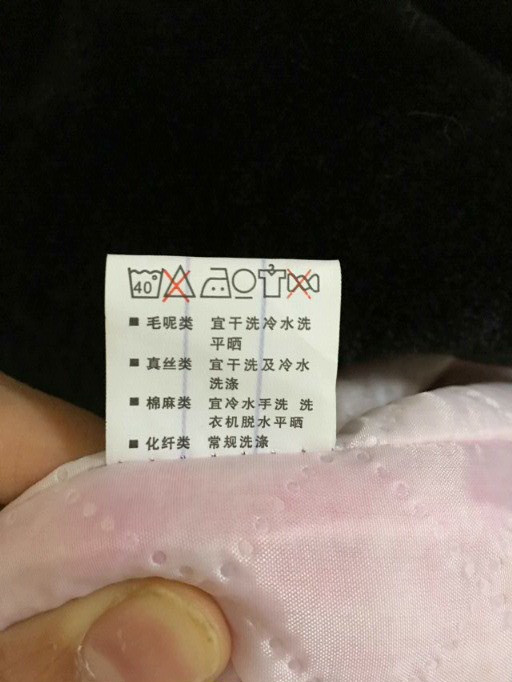 40°
■ 毛呢类 宜干洗冷水洗
平晒
■ 真丝类 宜干洗及冷水
洗涤
■ 棉麻类 宜冷水手洗 洗
衣机脱水平晒
■ 化纤类 常规洗涤